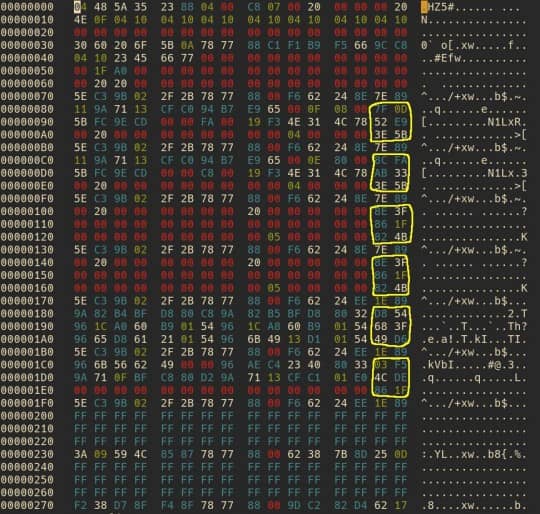 00000000 04 48 5A 35 23 B8 04 00 C8 07 00 20 00 00 00 20 .HZ5#...... ... 
00000010 4E 0F 04 10 04 10 04 10 04 10 04 10 04 10 04 10 N...............
00000020 00 00 00 00 00 00 00 00 00 00 00 00 00 00 00 00 ................
00000030 30 60 20 6F 5B 0A 78 77 88 C1 F1 B9 F5 66 9C C8 0` o[.xw.....f..
00000040 04 10 23 45 66 77 00 00 00 00 00 00 00 00 00 00 ..#Efw..........
00000050 00 1F A0 00 00 00 00 00 00 00 00 00 00 00 00 00 ................
00000060 00 20 20 00 00 00 00 00 00 00 00 00 00 00 00 00 .  .............
00000070 5E C3 9B 02 2F 2B 78 77 88 00 F6 62 24 8E 7E 89 ^.../+xw...b$.~.
00000080 11 9A 71 13 CF C0 94 B7 E9 65 00 0F 08 00 7F 0D ..q......e......
00000090 5B FC 9E CD 00 00 FA 00 19 F3 4E 31 4C 78 52 E9 [.........N1LxR.
000000A0 00 20 00 00 00 00 00 00 00 00 04 00 00 00 3E 5B . ............>[
000000B0 5E C3 9B 02 2F 2B 78 77 88 00 F6 62 24 8E 7E 89 ^.../+xw...b$.~.
000000C0 11 9A 71 13 CF C0 94 B7 E9 65 00 0E 80 00 8C FA ..q......e......
000000D0 5B FC 9E CD 00 00 C8 00 19 F3 4E 31 4C 78 AB 33 [.........N1Lx.3
000000E0 00 20 00 00 00 00 00 00 00 00 04 00 00 00 3E 5B . ............>[
000000F0 5E C3 9B 02 2F 2B 78 77 88 00 F6 62 24 8E 7E 89 ^.../+xw...b$.~.
00000100 00 20 00 00 00 00 00 00 20 00 00 00 00 00 8E 3F . ...... ......?
00000110 00 00 00 00 00 00 00 00 00 00 00 00 00 00 86 1F ................
00000120 00 00 00 00 00 00 00 00 00 05 00 00 00 00 82 4B ...............K
00000130 5E C3 9B 02 2F 2B 78 77 88 00 F6 62 24 8E 7E 89 ^.../+xw...b$.~.
00000140 00 20 00 00 00 00 00 00 20 00 00 00 00 00 8E 3F . ...... ......?
00000150 00 00 00 00 00 00 00 00 00 00 00 00 00 00 86 1F ................
00000160 00 00 00 00 00 00 00 00 00 05 00 00 00 00 82 4B ...............K
00000170 5E C3 9B 02 2F 2B 78 77 88 00 F6 62 24 EE 1E 89 ^.../+xw...b$...
00000180 9A 82 B4 BF D8 B4 78 C8 82 B5 BF D8 80 32 D8 54 ......x......2.T
00000190 96 1C A0 60 B9 01 54 96 1C A8 60 B9 01 54 68 3F ...`..T...`..Th?
000001A0 96 65 D8 61 21 01 54 96 6B 49 13 D1 01 54 49 D6 .e.a!.T.kI...TI.
000001B0 5E C3 9B 02 2F 2B 78 77 88 00 F6 62 24 EE 1E 89 ^.../+xw...b$...
000001C0 96 6B 56 62 49 00 00 96 AE C4 23 40 80 33 03 F5 .kVbI.....#@.3..
000001D0 9A 71 0F BF C8 80 D2 9A 71 13 CF C1 01 E0 4C DE .q......q.....L.
000001E0 00 00 00 00 00 00 00 00 00 00 00 00 00 00 86 1F ................
000001F0 5E C3 9B 02 2F 2B 78 77 88 00 F6 62 24 EE 1E 89 ^.../+xw...b$...
00000200 FF FF FF FF FF FF FF FF FF FF FF FF FF FF FF FF ................
00000210 FF FF FF FF FF FF FF FF FF FF FF FF FF FF FF FF ................
00000220 FF FF FF FF FF FF FF FF FF FF FF FF FF FF FF FF ................
00000230 3A 09 59 4C 85 87 78 77 88 00 62 38 7B 8D 25 0D :.YL..xw..b8{.%.
00000240 FF FF FF FF FF FF FF FF FF FF FF FF FF FF FF FF ................
00000250 FF FF FF FF FF FF FF FF FF FF FF FF FF FF FF FF ................
00000260 FF FF FF FF FF FF FF FF FF FF FF FF FF FF FF FF ................
00000270 F2 38 D7 8F F4 8F 78 77 88 00 9D C2 82 D4 62 17 .8....xw......b.